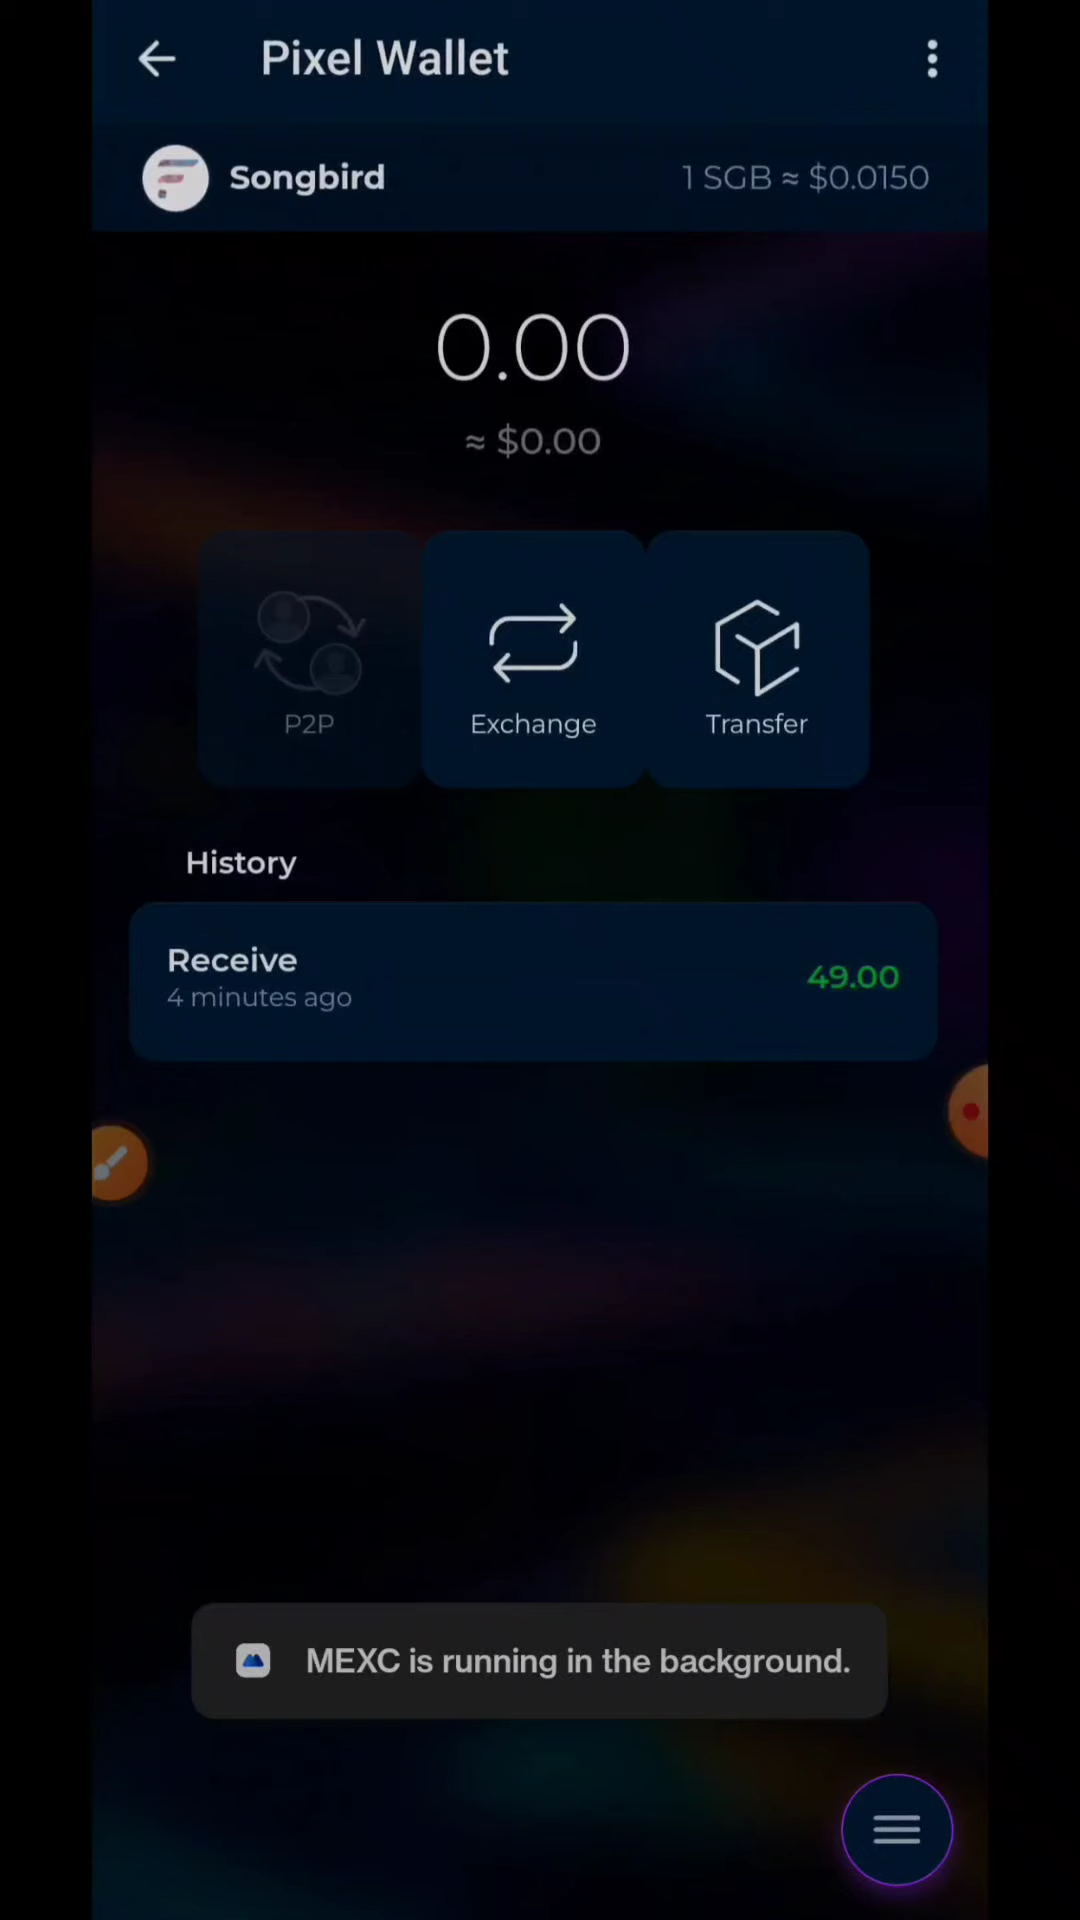 Pixel Wallet
Songbird
1 SGB ≈ $0.0150
0.00
≈ $0.00
P2P
Exchange
Transfer
History
Receive
49.00
4 minutes ago
MEXC is running in the background.